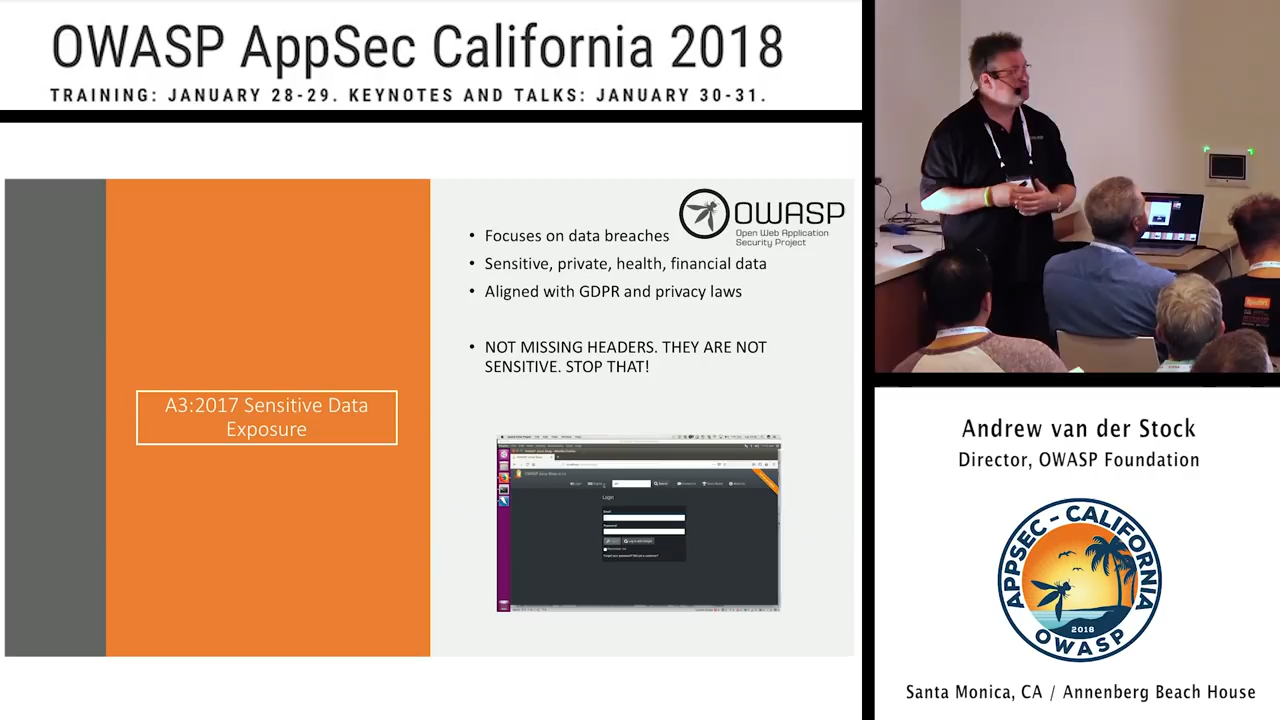 OWASP AppSec California 2018
TRAINING: JANUARY 28-29. KEYNOTES AND TALKS: JANUARY 30-31.
OWASP
Open Web Application
Security Project
• Focuses on data breaches
• Sensitive, private, health, financial data
• Aligned with GDPR and privacy laws
• NOT MISSING HEADERS. THEY ARE NOT
SENSITIVE. STOP THAT!
A3:2017 Sensitive Data
Exposure
Login
Email
Password
Andrew van der Stock
Director, OWASP Foundation
APPSEC - CALIFORNIA
2018
OWASP
Santa Monica, CA / Annenberg Beach House